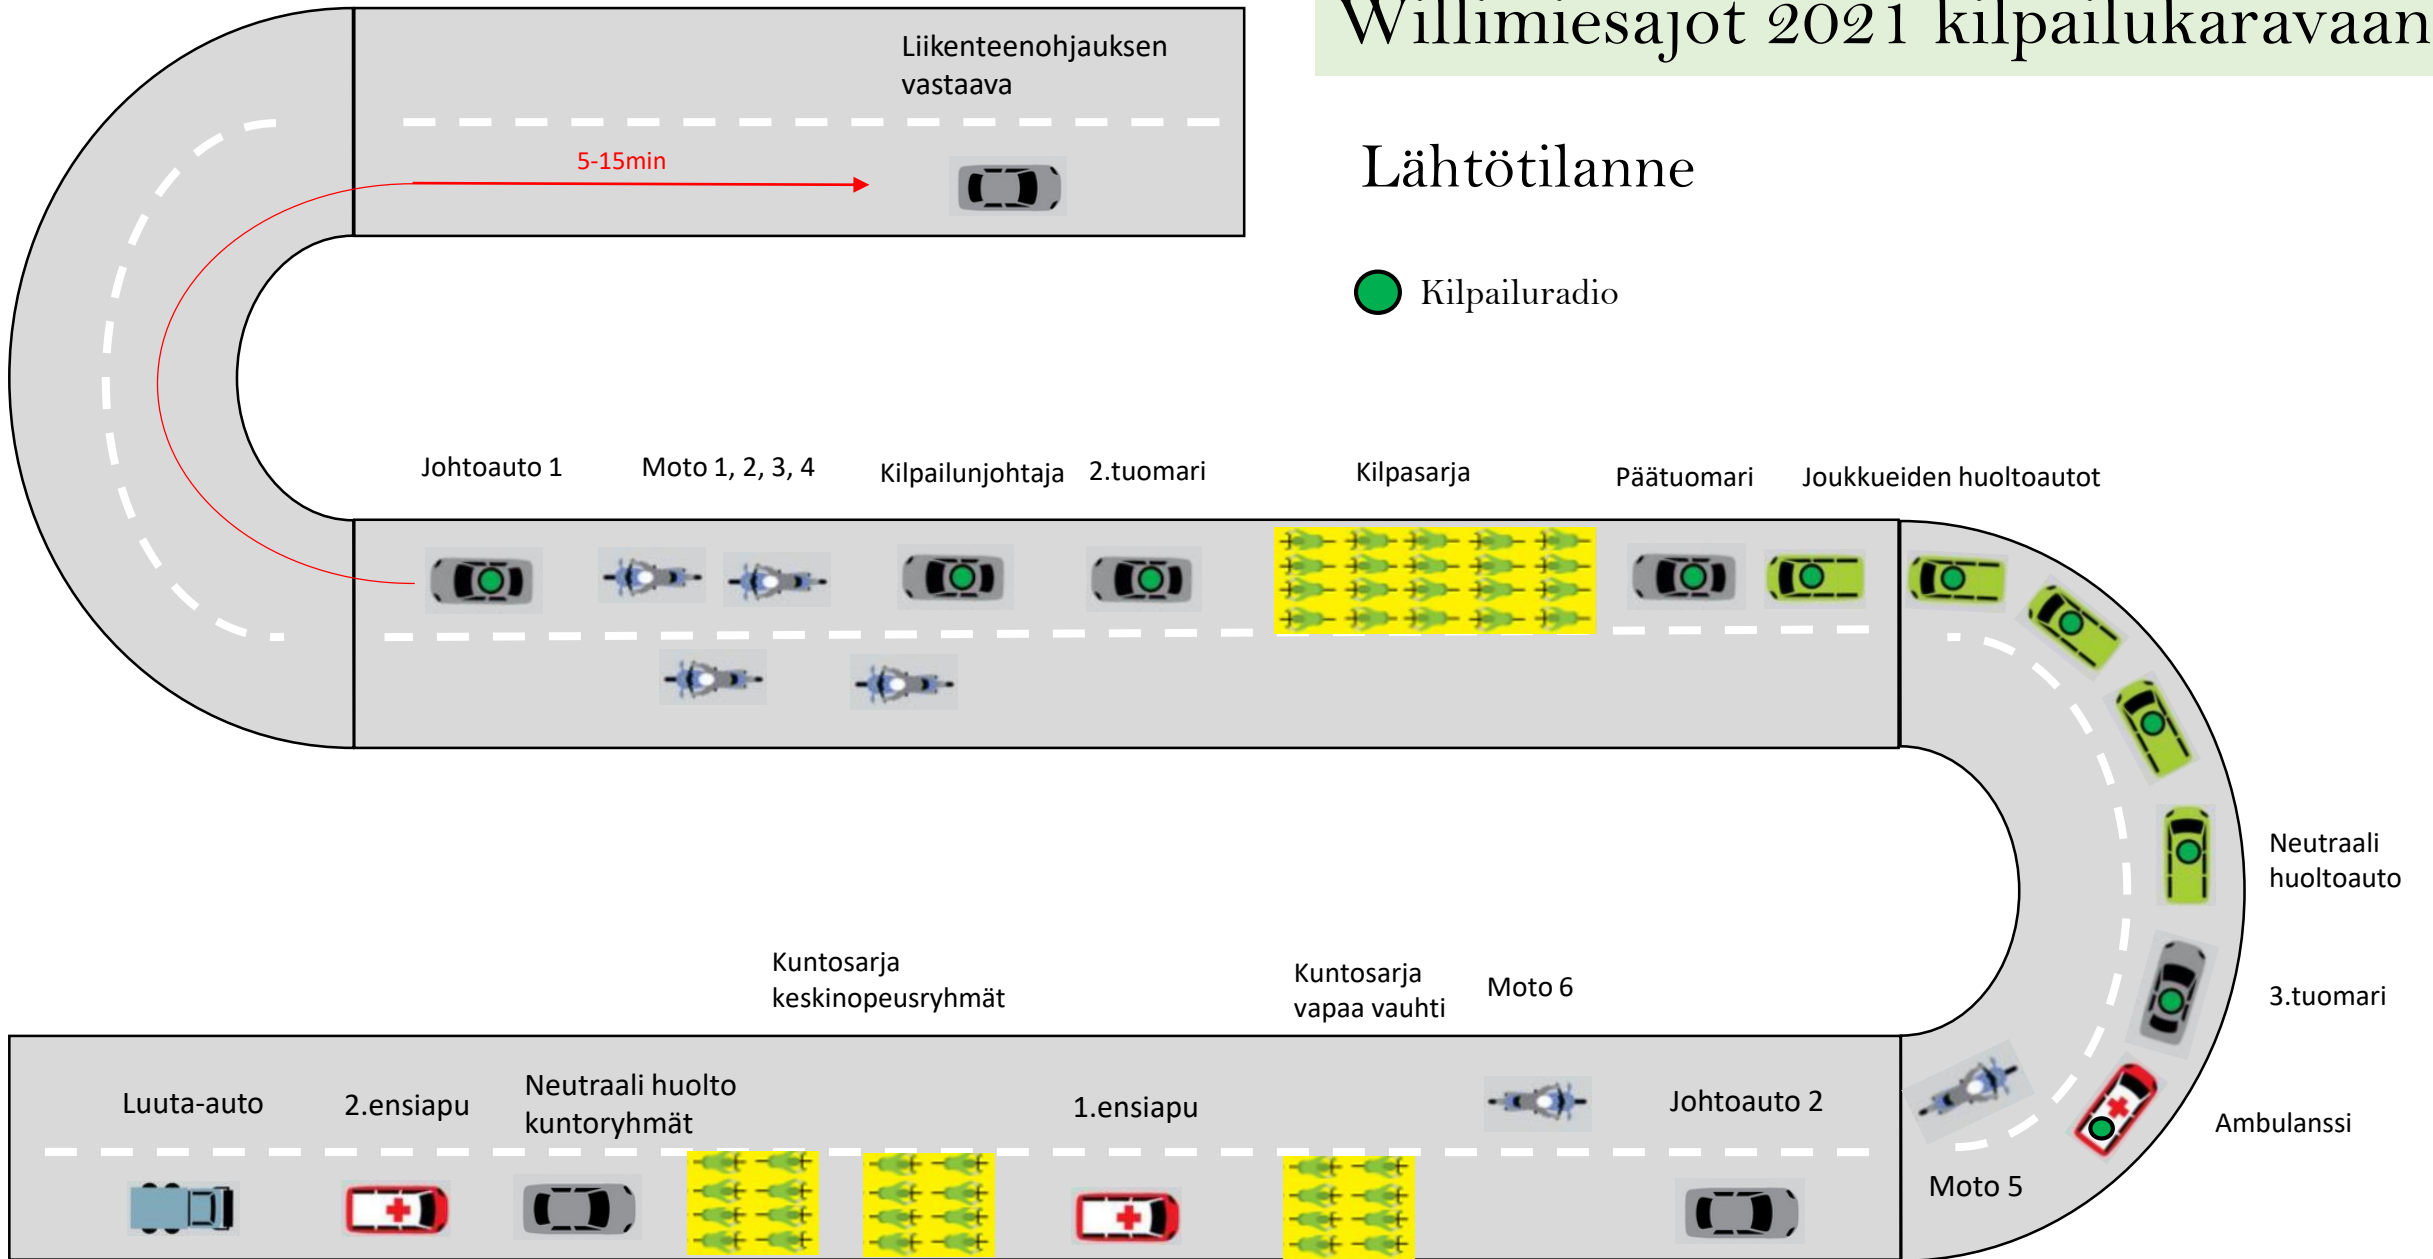 Willimiesajot 2021 kilpailukaravaan
Liikenteenohjauksen
vastaava
5-15min
Lähtötilanne
Kilpailuradio
Johtoauto 1
Moto 1, 2, 3, 4
Kilpailunjohtaja
2.tuomari
Kilpasarja
Päätuomari
Joukkueiden huoltoautot
Neutraali
huoltoauto
3.tuomari
Ambulanssi
Moto 5
Kuntosarja
keskinopeusryhmät
Kuntosarja
vapaa vauhti
Moto 6
Luuta-auto
2.ensiapu
Neutraali huolto
kuntoryhmät
1.ensiapu
Johtoauto 2